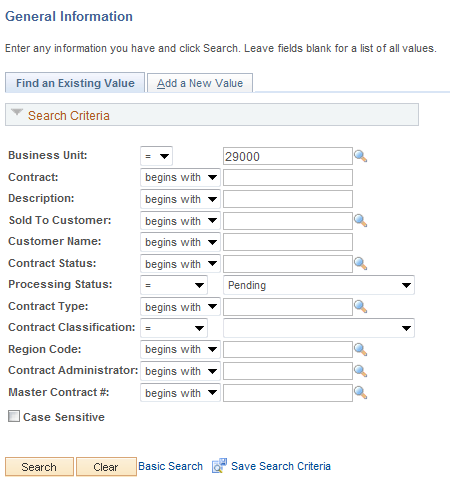 General Information
Enter any information you have and click Search. Leave fields blank for a list of all values.
Find an Existing Value Add a New Value
Search Criteria
Business Unit: = 29000
Contract: begins with
Description: begins with
Sold To Customer: begins with
Customer Name: begins with
Contract Status: begins with
Processing Status: = Pending
Contract Type: begins with
Contract Classification: =
Region Code: begins with
Contract Administrator: begins with
Master Contract #: begins with
Case Sensitive
Search Clear Basic Search Save Search Criteria